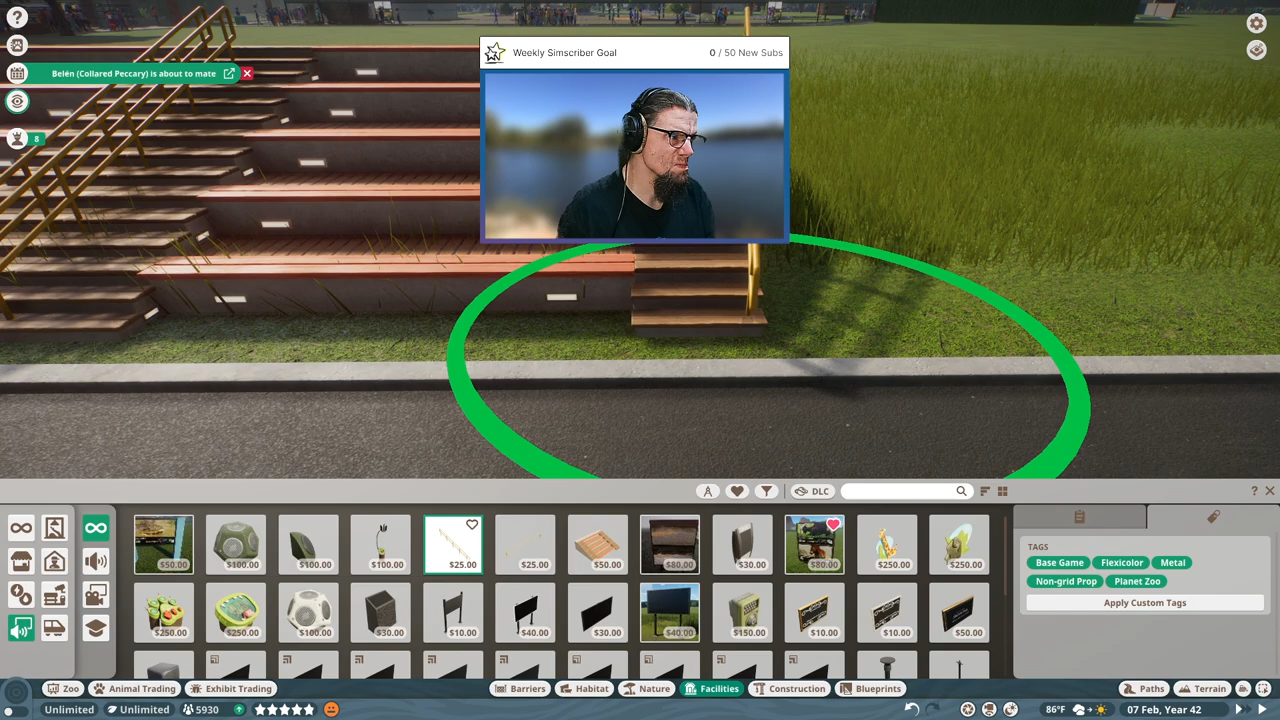 ?
Weekly Simscriber Goal 0 / 50 New Subs
Belén (Collared Peccary) is about to mate
8
DLC
?
$50.00 $100.00 $100.00 $100.00 $25.00 $25.00 $50.00 $80.00 $30.00 $80.00 $250.00 $250.00
TAGS
Base Game Flexicolor Metal
Non-grid Prop Planet Zoo
Apply Custom Tags
$250.00 $250.00 $100.00 $30.00 $10.00 $40.00 $30.00 $40.00 $150.00 $10.00 $10.00 $50.00
Zoo Animal Trading Exhibit Trading Barriers Habitat Nature Facilities Construction Blueprints Paths Terrain
Unlimited Unlimited 5930 86°F 07 Feb, Year 42